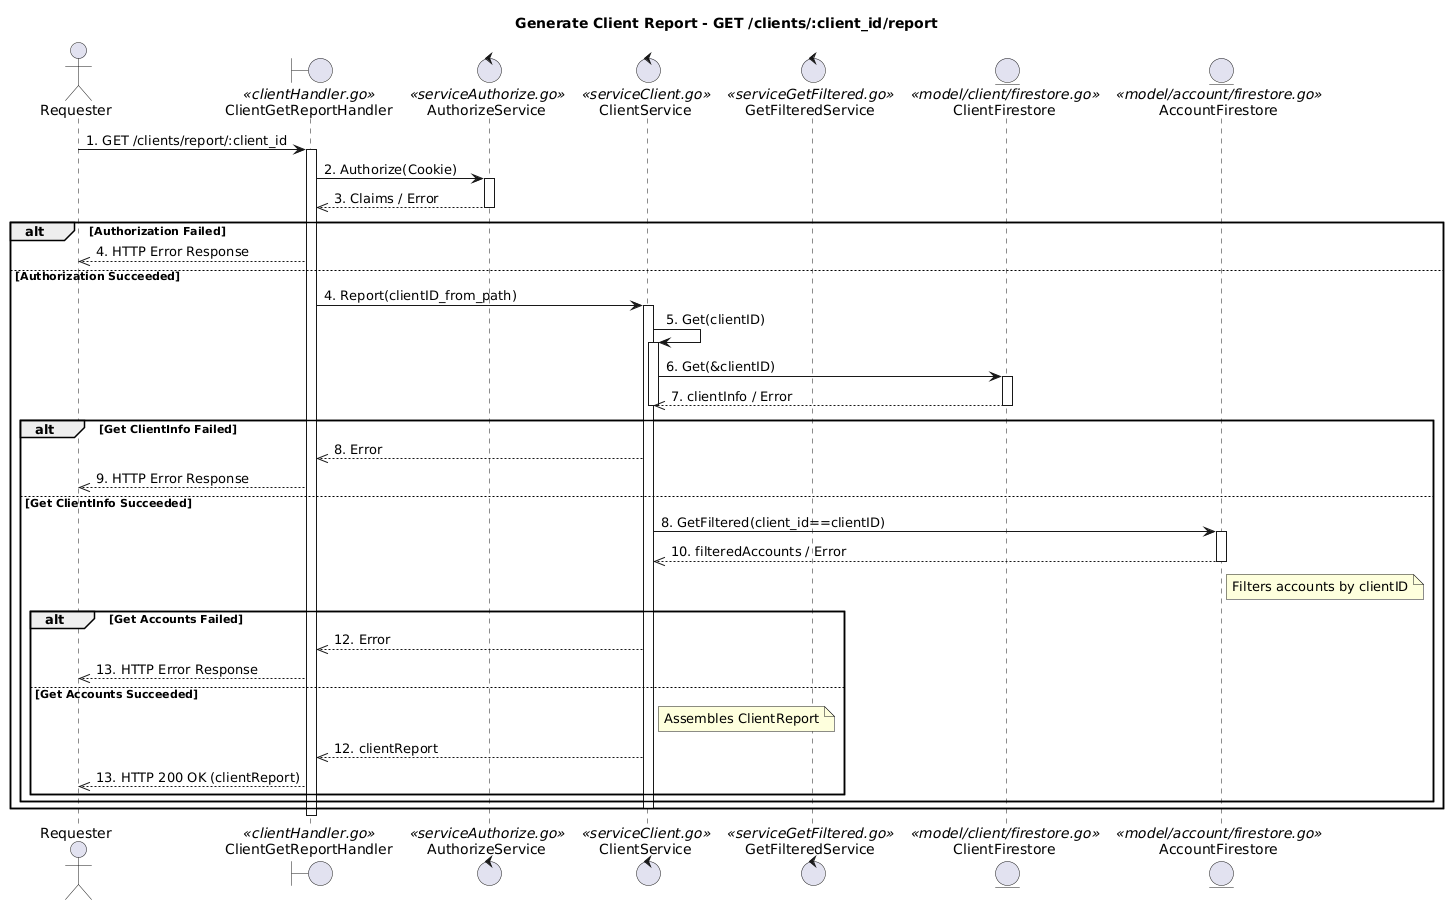 Generate Client Report - GET /clients/:client_id/report
Requester
«clientHandler.go»
ClientGetReportHandler
«serviceAuthorize.go»
AuthorizeService
«serviceClient.go»
ClientService
«serviceGetFiltered.go»
GetFilteredService
«model/client/firestore.go»
ClientFirestore
«model/account/firestore.go»
AccountFirestore
1. GET /clients/report/:client_id
2. Authorize(Cookie)
3. Claims / Error
alt [Authorization Failed]
4. HTTP Error Response
[Authorization Succeeded]
4. Report(clientID_from_path)
5. Get(clientID)
6. Get(&clientID)
7. clientInfo / Error
alt [Get ClientInfo Failed]
8. Error
9. HTTP Error Response
[Get ClientInfo Succeeded]
8. GetFiltered(client_id==clientID)
10. filteredAccounts / Error
Filters accounts by clientID
alt [Get Accounts Failed]
12. Error
13. HTTP Error Response
[Get Accounts Succeeded]
Assembles ClientReport
12. clientReport
13. HTTP 200 OK (clientReport)
Requester
«clientHandler.go»
ClientGetReportHandler
«serviceAuthorize.go»
AuthorizeService
«serviceClient.go»
ClientService
«serviceGetFiltered.go»
GetFilteredService
«model/client/firestore.go»
ClientFirestore
«model/account/firestore.go»
AccountFirestore